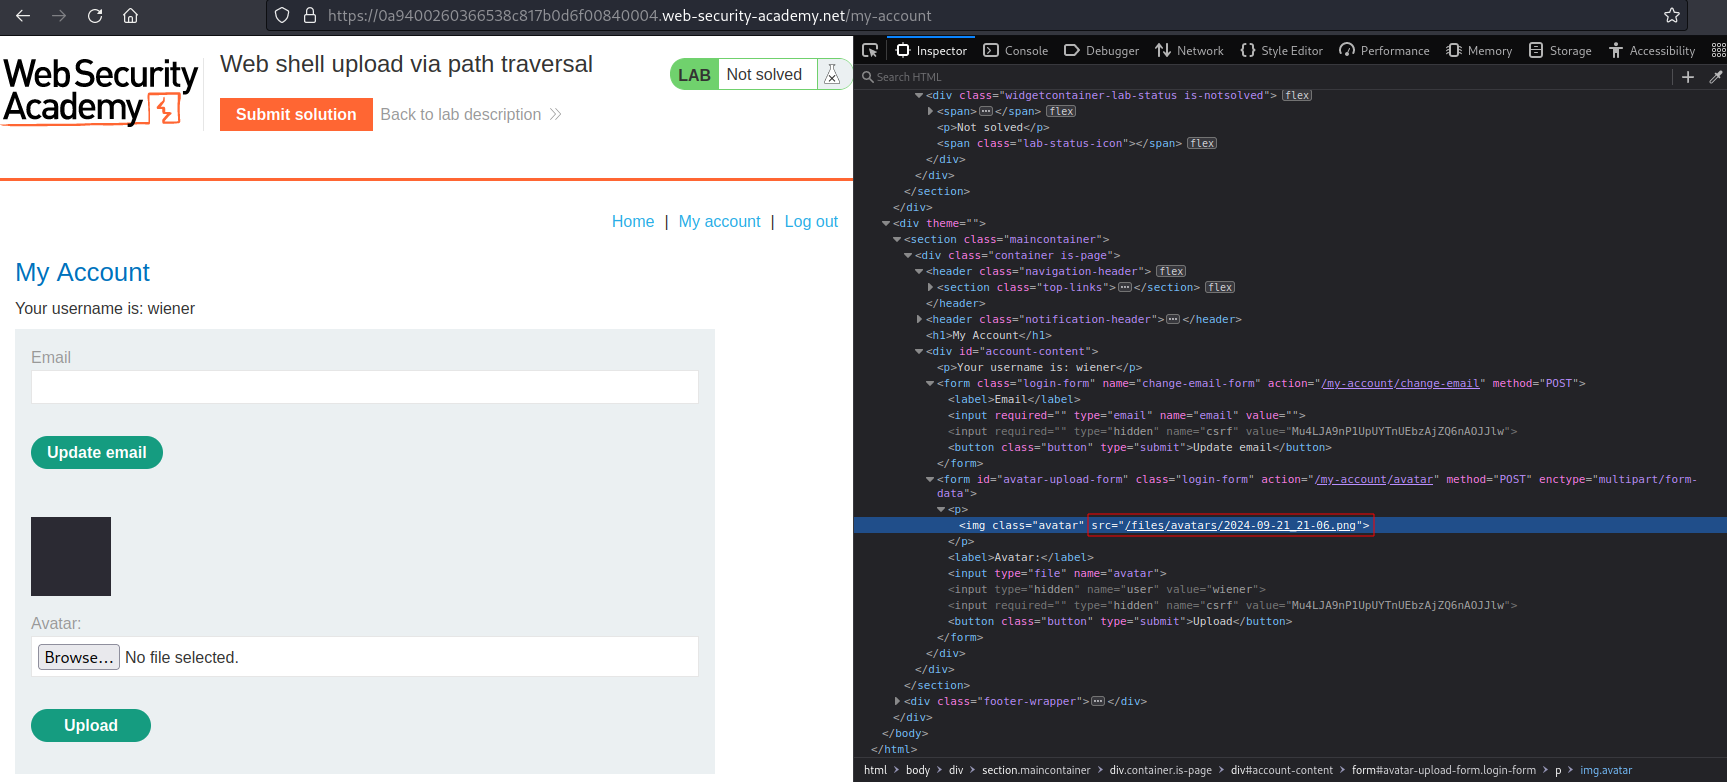 https://0a9400260366538c817b0d6f00840004.web-security-academy.net/my-account
Web Security
Academy
Web shell upload via path traversal
Submit solution
Back to lab description
LAB
Not solved
Home | My account | Log out
My Account
Your username is: wiener
Email
Update email
Avatar:
Browse...
No file selected.
Upload
Inspector
Console
Debugger
Network
Style Editor
Performance
Memory
Storage
Accessibility
Search HTML
<div class="widgetcontainer-lab-status is-notsolved"> flex
<span> </span> flex
<p>Not solved</p>
<span class="lab-status-icon"></span> flex
</div>
</div>
</section>
</div>
<div theme="">
<section class="maincontainer">
<div class="container is-page">
<header class="navigation-header"> flex
<section class="top-links"> </section> flex
</header>
<header class="notification-header"> </header>
<h1>My Account</h1>
<div id="account-content">
<p>Your username is: wiener</p>
<form class="login-form" name="change-email-form" action="/my-account/change-email" method="POST">
<label>Email</label>
<input required="" type="email" name="email" value="">
<input required="" type="hidden" name="csrf" value="Mu4LJA9nP1UpUYTnUEbzAjZQ6nAOJJlw">
<button class="button" type="submit">Update email</button>
</form>
<form id="avatar-upload-form" class="login-form" action="/my-account/avatar" method="POST" enctype="multipart/form-
data">
<p>
<img class="avatar" src="/files/avatars/2024-09-21_21-06.png">
</p>
<label>Avatar:</label>
<input type="file" name="avatar">
<input type="hidden" name="user" value="wiener">
<input required="" type="hidden" name="csrf" value="Mu4LJA9nP1UpUYTnUEbzAjZQ6nAOJJlw">
<button class="button" type="submit">Upload</button>
</form>
</div>
</div>
</section>
<div class="footer-wrapper"> </div>
</div>
</body>
</html>
html > body > div > section.maincontainer > div.container.is-page > div#account-content > form#avatar-upload-form.login-form > p > img.avatar